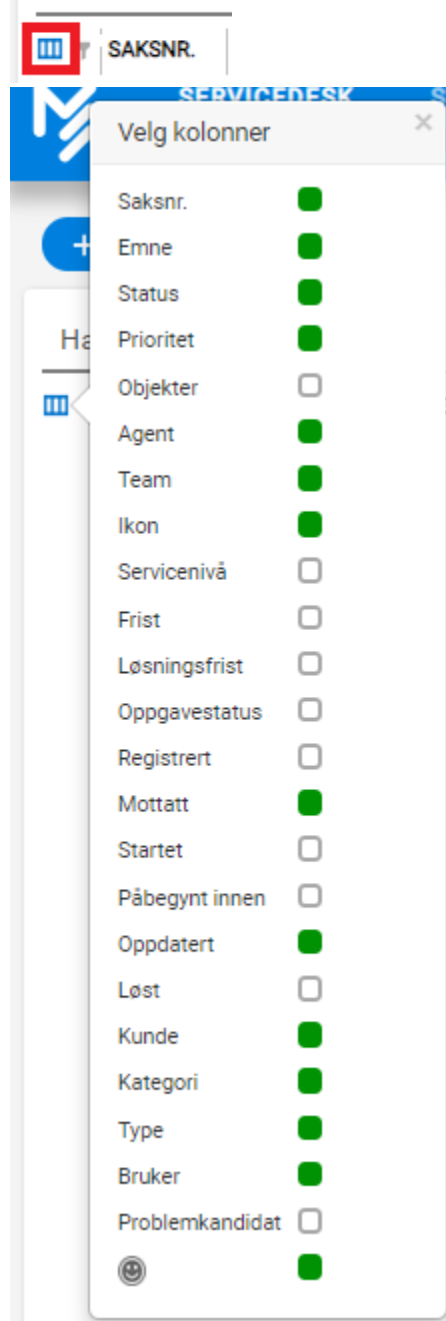 SAKSNR.
SERVICEDESK
Velg kolonner
Saksnr.
Emne
Status
Prioritet
Objekter
Agent
Team
Ikon
Servicenivå
Frist
Løsningsfrist
Oppgavestatus
Registrert
Mottatt
Startet
Påbegynt innen
Oppdatert
Løst
Kunde
Kategori
Type
Bruker
Problemkandidat